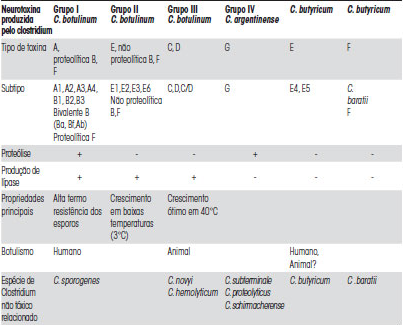 Neurotoxina produzida pelo clostridium | Grupo I C. botulinum | Grupo II C. botulinum | Grupo III C. botulinum | Grupo IV C. argentinense | C. butyricum | C. butyricum
Tipo de toxina | A, proteolítica B, F | E, não proteolítica B, F | C, D | G | E | F
Subtipo | A1, A2, A3,A4, B1, B2,B3 Bivalente B (Ba, Bf,Ab) Proteolítica F | E1,E2,E3,E6 Não proteolítica B,F | C,D,C/D | G | E4, E5 | C. baratii F
Proteólise | + | - | - | + | - | -
Produção de lípase | + | + | + | - | - | -
Propriedades principais | Alta termo resistência dos esporos | Crescimento em baixas temperaturas (3°C) | Crescimento ótimo em 40°C
Botulismo | Humano | Animal | Humano, Animal?
Espécie de Clostridium não tóxico relacionado | C. sporogenes | C. novyi C. hemolyticum | C.subterminale C.proteolyticus C.schirmacherense | C. butyricum | C .baratii